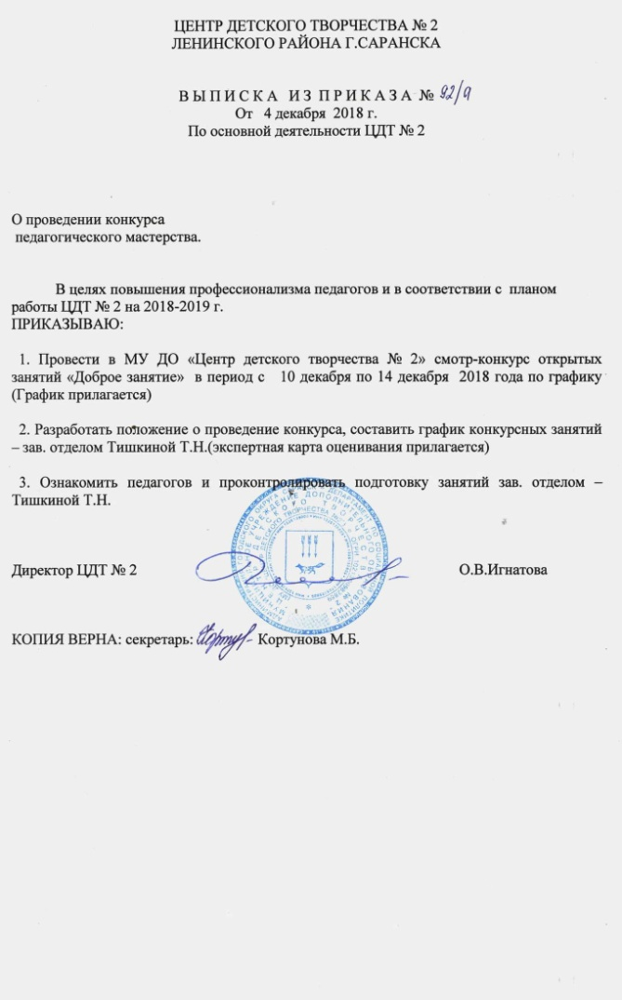 ЦЕНТР ДЕТСКОГО ТВОРЧЕСТВА № 2
ЛЕНИНСКОГО РАЙОНА Г.САРАНСКА
В Ы П И С К А И З П Р И К А З А № 92/9
От 4 декабря 2018 г.
По основной деятельности ЦДТ № 2
О проведении конкурса
педагогического мастерства.
В целях повышения профессионализма педагогов и в соответствии с планом
работы ЦДТ № 2 на 2018-2019 г.
ПРИКАЗЫВАЮ:
1. Провести в МУ ДО «Центр детского творчества № 2» смотр-конкурс открытых
занятий «Доброе занятие» в период с 10 декабря по 14 декабря 2018 года по графику
(График прилагается)
2. Разработать положение о проведение конкурса, составить график конкурсных занятий
– зав. отделом Тишкиной Т.Н.(экспертная карта оценивания прилагается)
3. Ознакомить педагогов и проконтролировать подготовку занятий зав. отделом –
Тишкиной Т.Н.
Директор ЦДТ № 2 О.В.Игнатова
КОПИЯ ВЕРНА: секретарь: Кортунова М.Б.